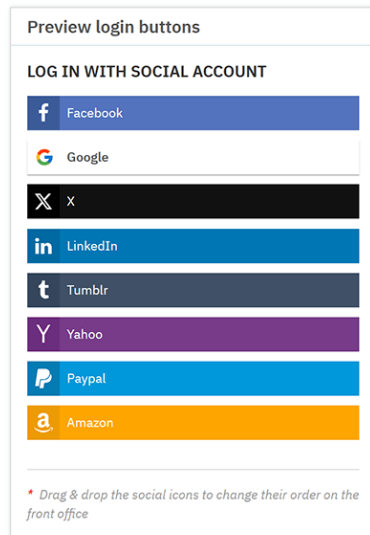 Preview login buttons
LOG IN WITH SOCIAL ACCOUNT
Facebook
Google
X
LinkedIn
Tumblr
Yahoo
Paypal
Amazon
* Drag & drop the social icons to change their order on the
front office